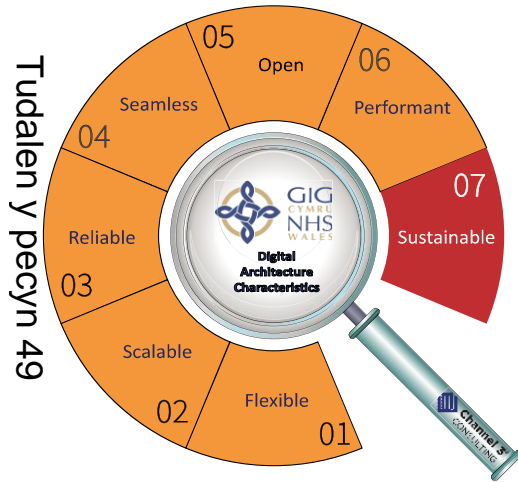 Tudalen y pecyn 49
05
Open
06
Performant
Seamless
04
07
Sustainable
Reliable
03
GIG
CYMRU
NHS
WALES
Digital
Architecture
Characteristics
Scalable
02
Flexible
01
Channel 3
CONSULTING